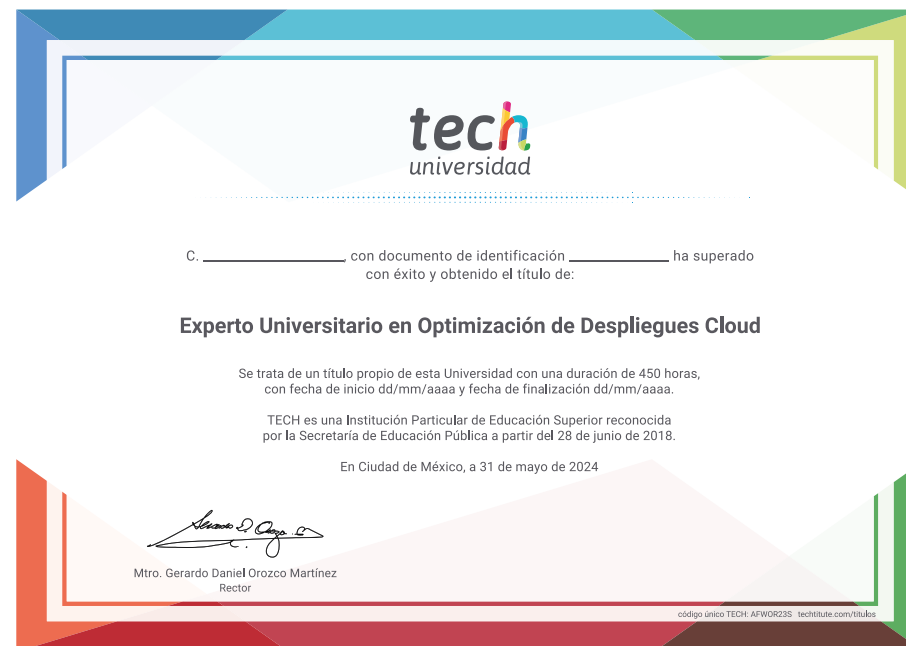 tech
universidad
C. ____________________, con documento de identificación ______________ ha superado
con éxito y obtenido el título de:
Experto Universitario en Optimización de Despliegues Cloud
Se trata de un título propio de esta Universidad con una duración de 450 horas,
con fecha de inicio dd/mm/aaaa y fecha de finalización dd/mm/aaaa.
TECH es una Institución Particular de Educación Superior reconocida
por la Secretaría de Educación Pública a partir del 28 de junio de 2018.
En Ciudad de México, a 31 de mayo de 2024
Mtro. Gerardo Daniel Orozco Martínez
Rector
código único TECH: AFWOR23S techtitute.com/titulos